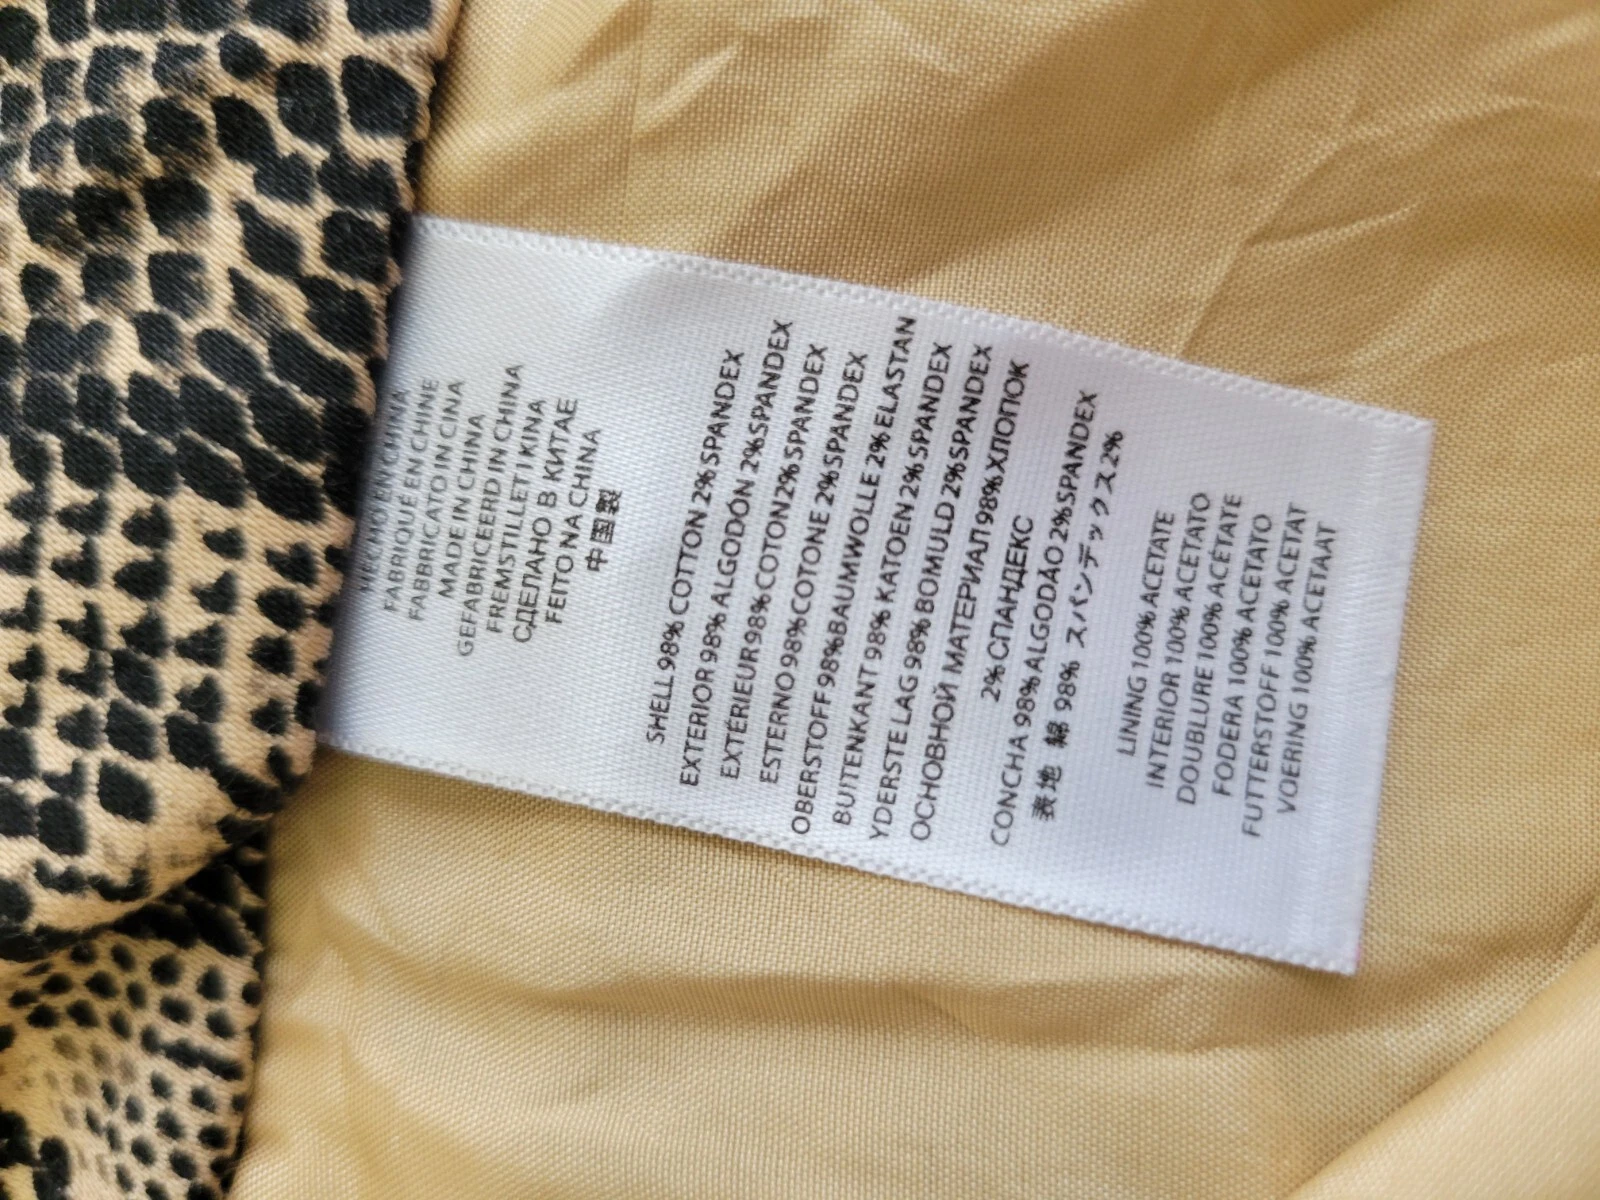 HECHO EN CHINA
FABRIQUÉ EN CHINE
FABBRICATO IN CINA
MADE IN CHINA
GEFABRICEERD IN CHINA
FREMSTILLET I KINA
СДЕЛАНО В КИТАЕ
FEITO NA CHINA
中国製
SHELL 98% COTTON 2% SPANDEX
EXTERIOR 98% ALGODÓN 2%SPANDEX
EXTÉRIEUR 98% COTON 2% SPANDEX
ESTERNO 98%COTONE 2%SPANDEX
OBERSTOFF 98%BAUMWOLLE 2% ELASTAN
BUITENKANT 98% KATOEN 2% SPANDEX
YDERSTE LAG 98% BOMULD 2%SPANDEX
ОСНОВНОЙ МАТЕРИАЛ 98%ХЛОПОК
2% СПАНДЕКС
CONCHA 98% ALGODÃO 2%SPANDEX
表地 綿 98% スパンデックス 2%
LINING 100% ACETATE
INTERIOR 100% ACETATO
DOUBLURE 100% ACÉTATE
FODERA 100% ACETATO
FUTTERSTOFF 100% ACETAT
VOERING 100% ACETAAT